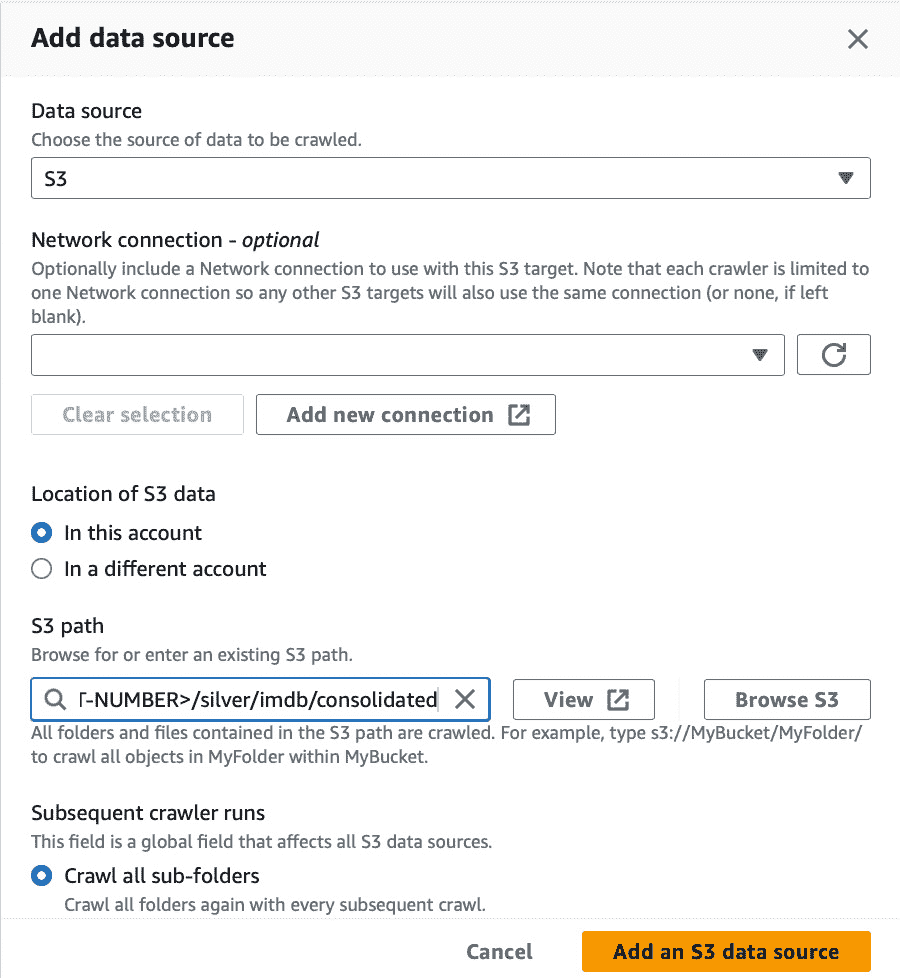 Add data source
Data source
Choose the source of data to be crawled.
S3
Network connection - optional
Optionally include a Network connection to use with this S3 target. Note that each crawler is limited to
one Network connection so any other S3 targets will also use the same connection (or none, if left
blank).
Clear selection
Add new connection
Location of S3 data
In this account
In a different account
S3 path
Browse for or enter an existing S3 path.
T-NUMBER>/silver/imdb/consolidated
View
Browse S3
All folders and files contained in the S3 path are crawled. For example, type s3://MyBucket/MyFolder/
to crawl all objects in MyFolder within MyBucket.
Subsequent crawler runs
This field is a global field that affects all S3 data sources.
Crawl all sub-folders
Crawl all folders again with every subsequent crawl.
Cancel
Add an S3 data source